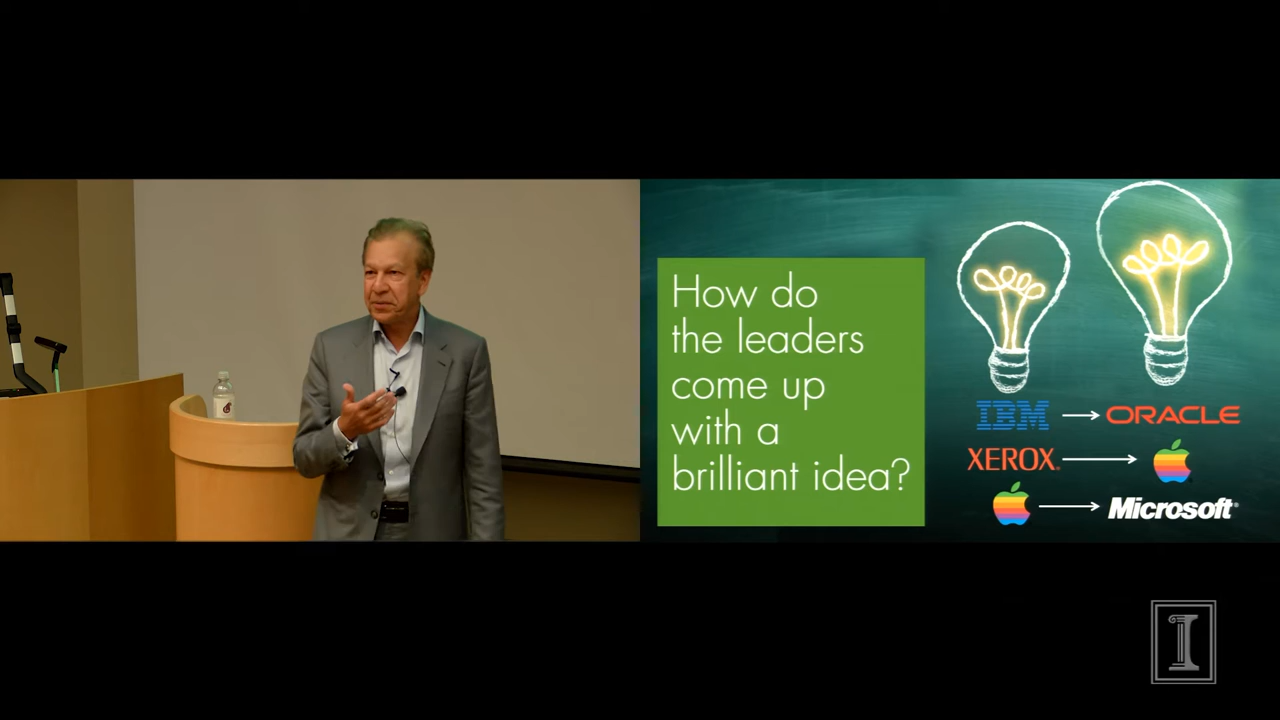 How do
the leaders
come up
with a
brilliant idea?
IBM → ORACLE
XEROX. →
→ Microsoft
I